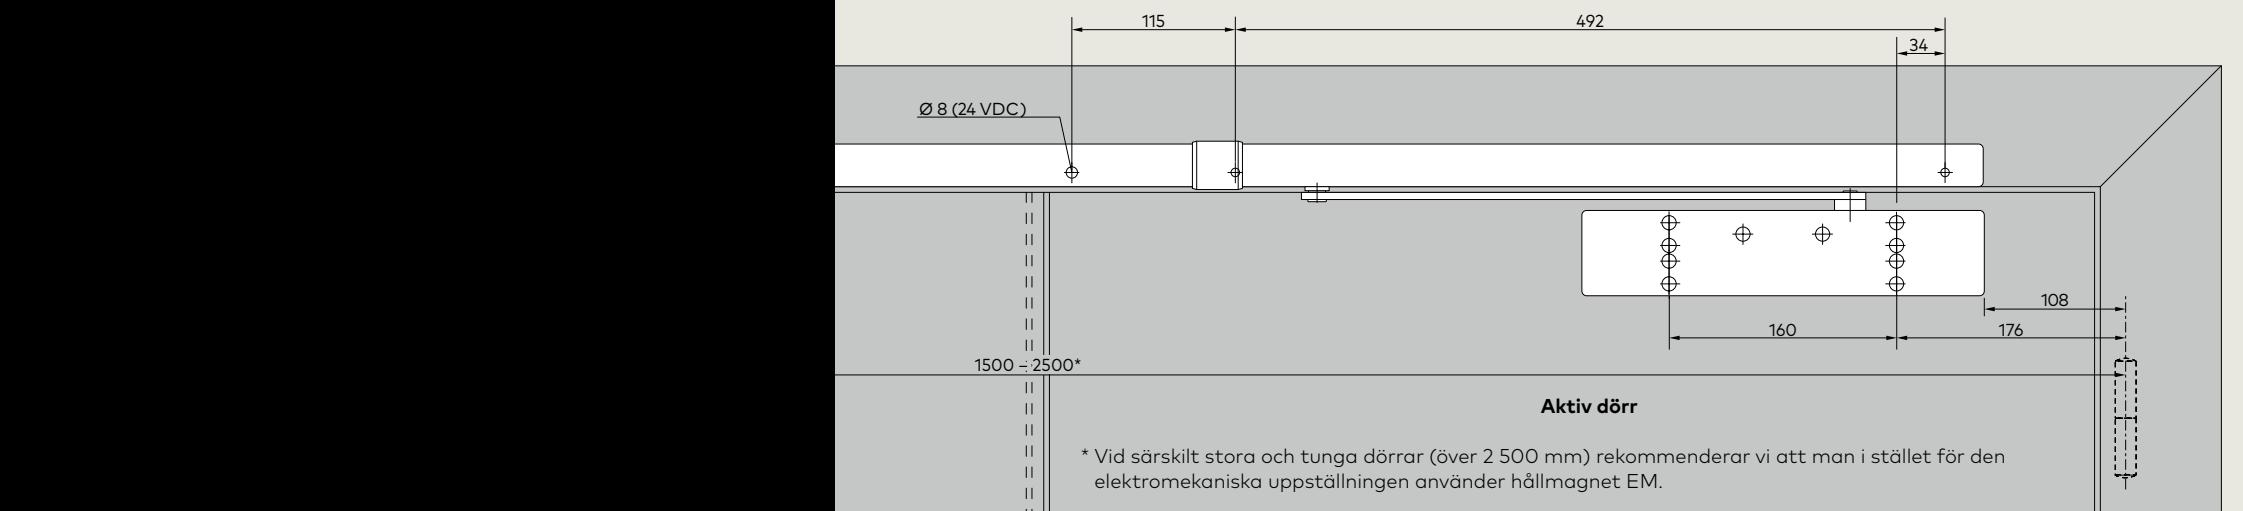 115
492
34
Ø 8 (24 VDC)
108
160
176
1500 – 2500*
Aktiv dörr
* Vid särskilt stora och tunga dörrar (över 2 500 mm) rekommenderar vi att man i stället för den
elektromekaniska uppställningen använder hållmagnet EM.